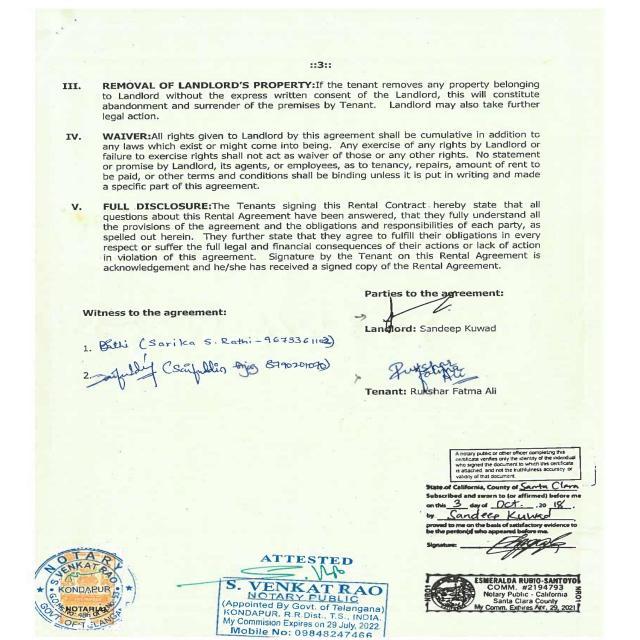 ::3::
III. REMOVAL OF LANDLORD'S PROPERTY:If the tenant removes any property belonging
to Landlord without the express written consent of the Landlord, this will constitute
abandonment and surrender of the premises by Tenant. Landlord may also take further
legal action.
IV. WAIVER:All rights given to Landlord by this agreement shall be cumulative in addition to
any laws which exist or might come into being. Any exercise of any rights by Landlord or
failure to exercise rights shall not act as waiver of those or any other rights. No statement
or promise by Landlord, its agents, or employees, as to tenancy, repairs, amount of rent to
be paid, or other terms and conditions shall be binding unless it is put in writing and made
a specific part of this agreement.
V. FULL DISCLOSURE:The Tenants signing this Rental Contract hereby state that all
questions about this Rental Agreement have been answered, that they fully understand all
the provisions of the agreement and the obligations and responsibilities of each party, as
spelled out herein. They further state that they agree to fulfill their obligations in every
respect or suffer the full legal and financial consequences of their actions or lack of action
in violation of this agreement. Signature by the Tenant on this Rental Agreement is
acknowledgement and he/she has received a signed copy of the Rental Agreement.
Parties to the agreement:
Witness to the agreement:
Landlord: Sandeep Kuwad
1. Rathi (Sarika S. Rathi - 9673361102)
2. (Saifuddin 8790201070)
Rukshar
Fatima
Ali
Tenant: Rukshar Fatma Ali
A notary public or other officer completing this
certificate verifies only the identity of the individual
who signed the document to which this certificate
is attached, and not the truthfulness, accuracy, or
validity of that document.
State of California, County of Santa Clara
Subscribed and sworn to (or affirmed) before me
on this 3 day of Oct. 20 18
by Sandeep Kuwad
proved to me on the basis of satisfactory evidence to
be the person(s) who appeared before me.
Signature:
ESMERALDA RUBIO-SANTOYO
COMM. #2194793
Notary Public - California
Santa Clara County
My Comm. Expires Apr. 29, 2021
ATTESTED
S. VENKAT RAO
NOTARY PUBLIC
(Appointed By Govt. of Telangana)
KONDAPUR, R.R.Dist., T.S., INDIA.
My Commission Expires on 29 July, 2022
Mobile No: 09848247466
NOTARY
S. VENKAT RAO
KONDAPUR
NOTARIAL
GOVT. OF TELANGANA